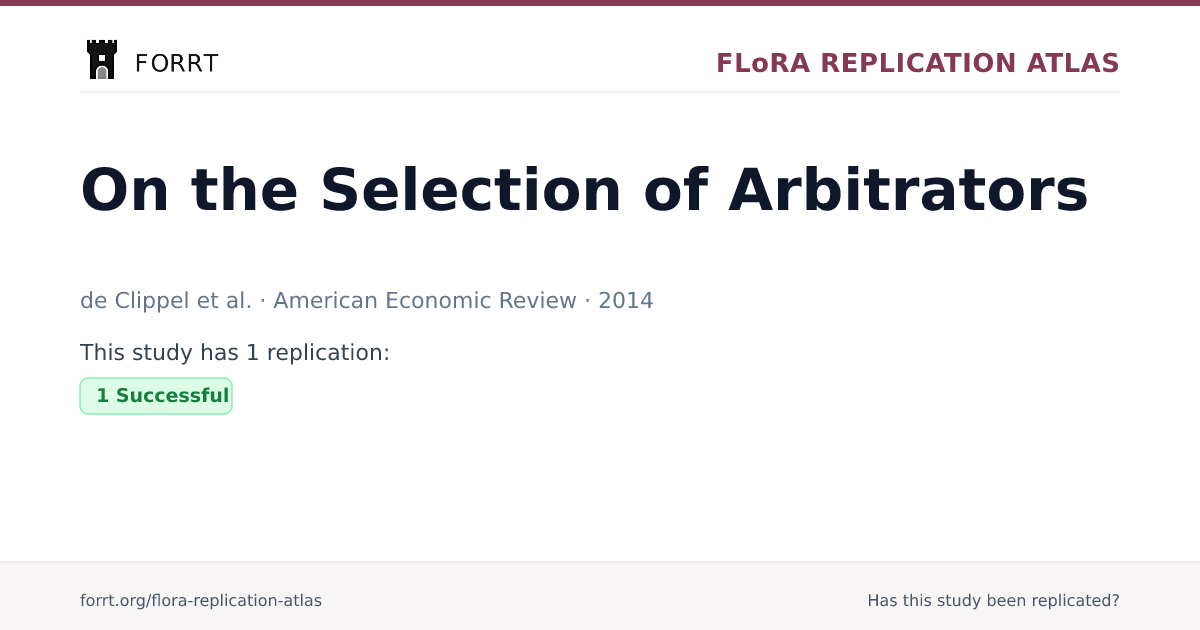 FORRT
FLoRA REPLICATION ATLAS
On the Selection of Arbitrators
de Clippel et al. · American Economic Review · 2014
This study has 1 replication:
1 Successful
forrt.org/flora-replication-atlas
Has this study been replicated?